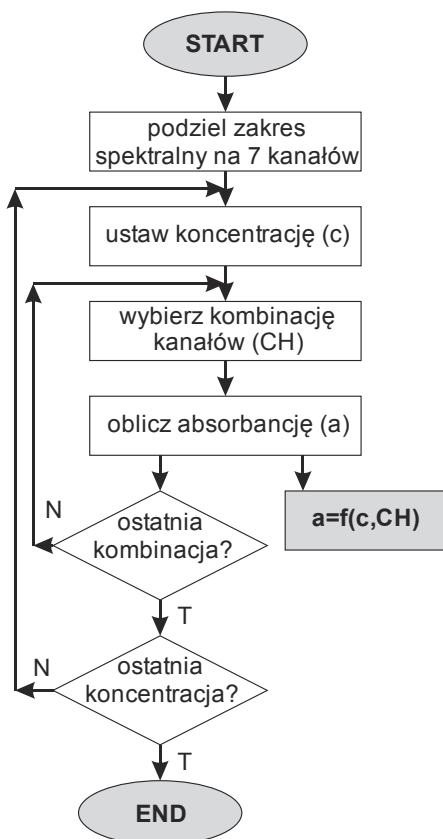 START
podziel zakres
spektralny na 7 kanałów
ustaw koncentrację (c)
wybierz kombinację
kanałów (CH)
oblicz absorbancję (a)
N
ostatnia
kombinacja?
a=f(c,CH)
T
N
ostatnia
koncentracja?
T
END